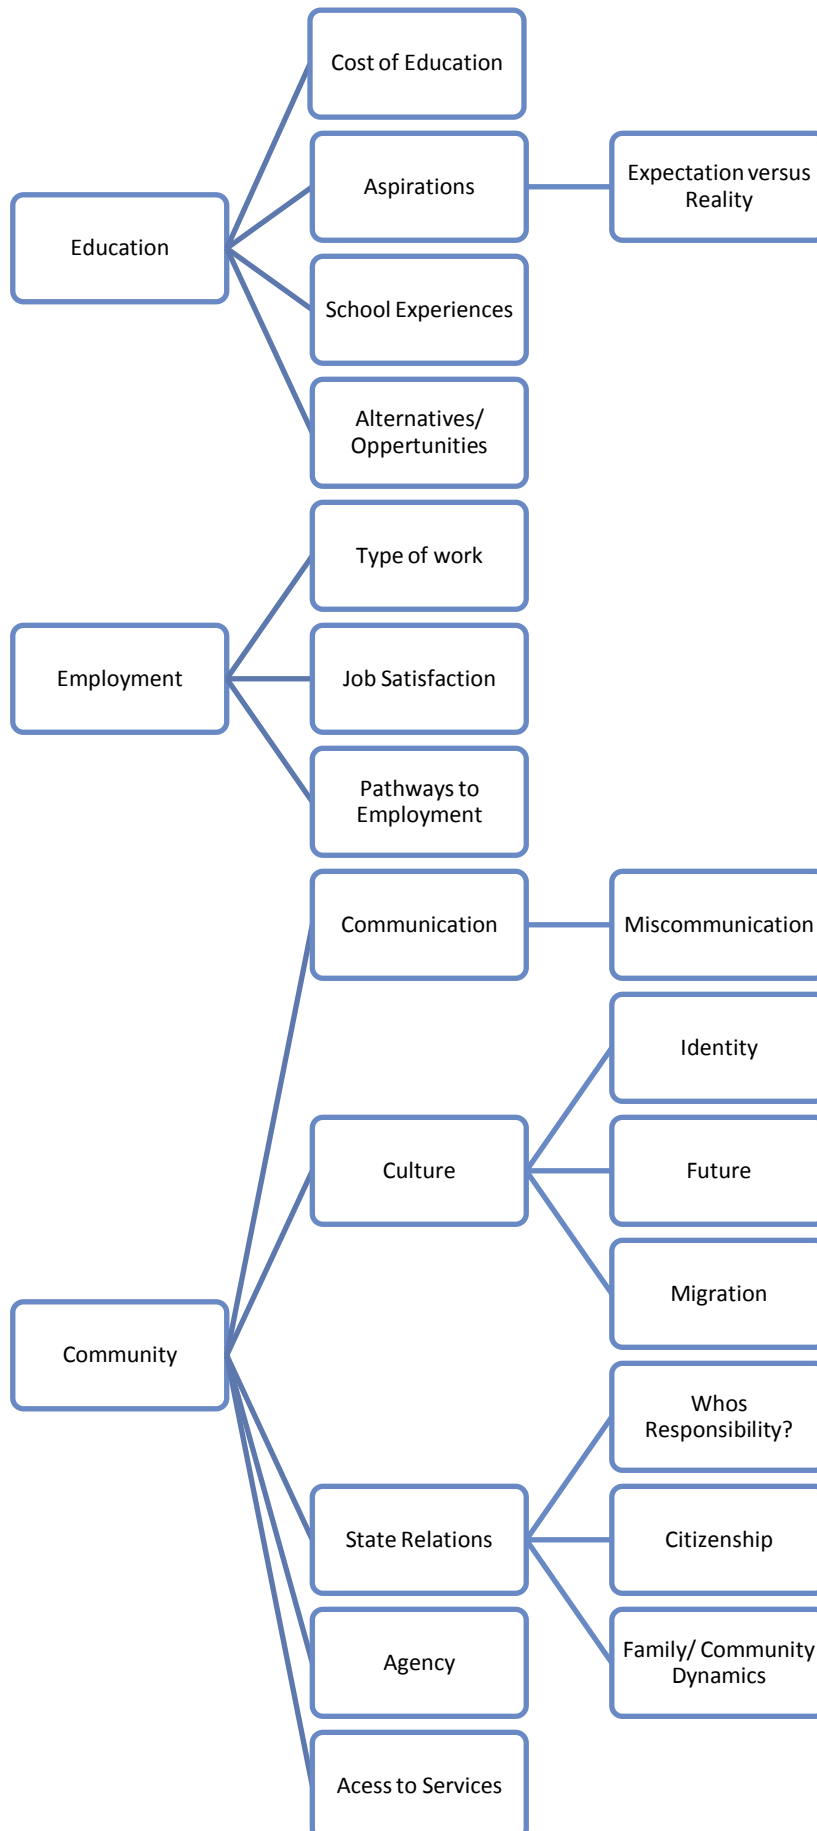 Cost of Education
Aspirations
Expectation versus
Reality
Education
School Experiences
Alternatives/
Oppertunities
Type of work
Employment
Job Satisfaction
Pathways to
Employment
Communication
Miscommunication
Identity
Culture
Future
Migration
Community
Whos
Responsibility?
State Relations
Citizenship
Agency
Family/ Community
Dynamics
Acess to Services